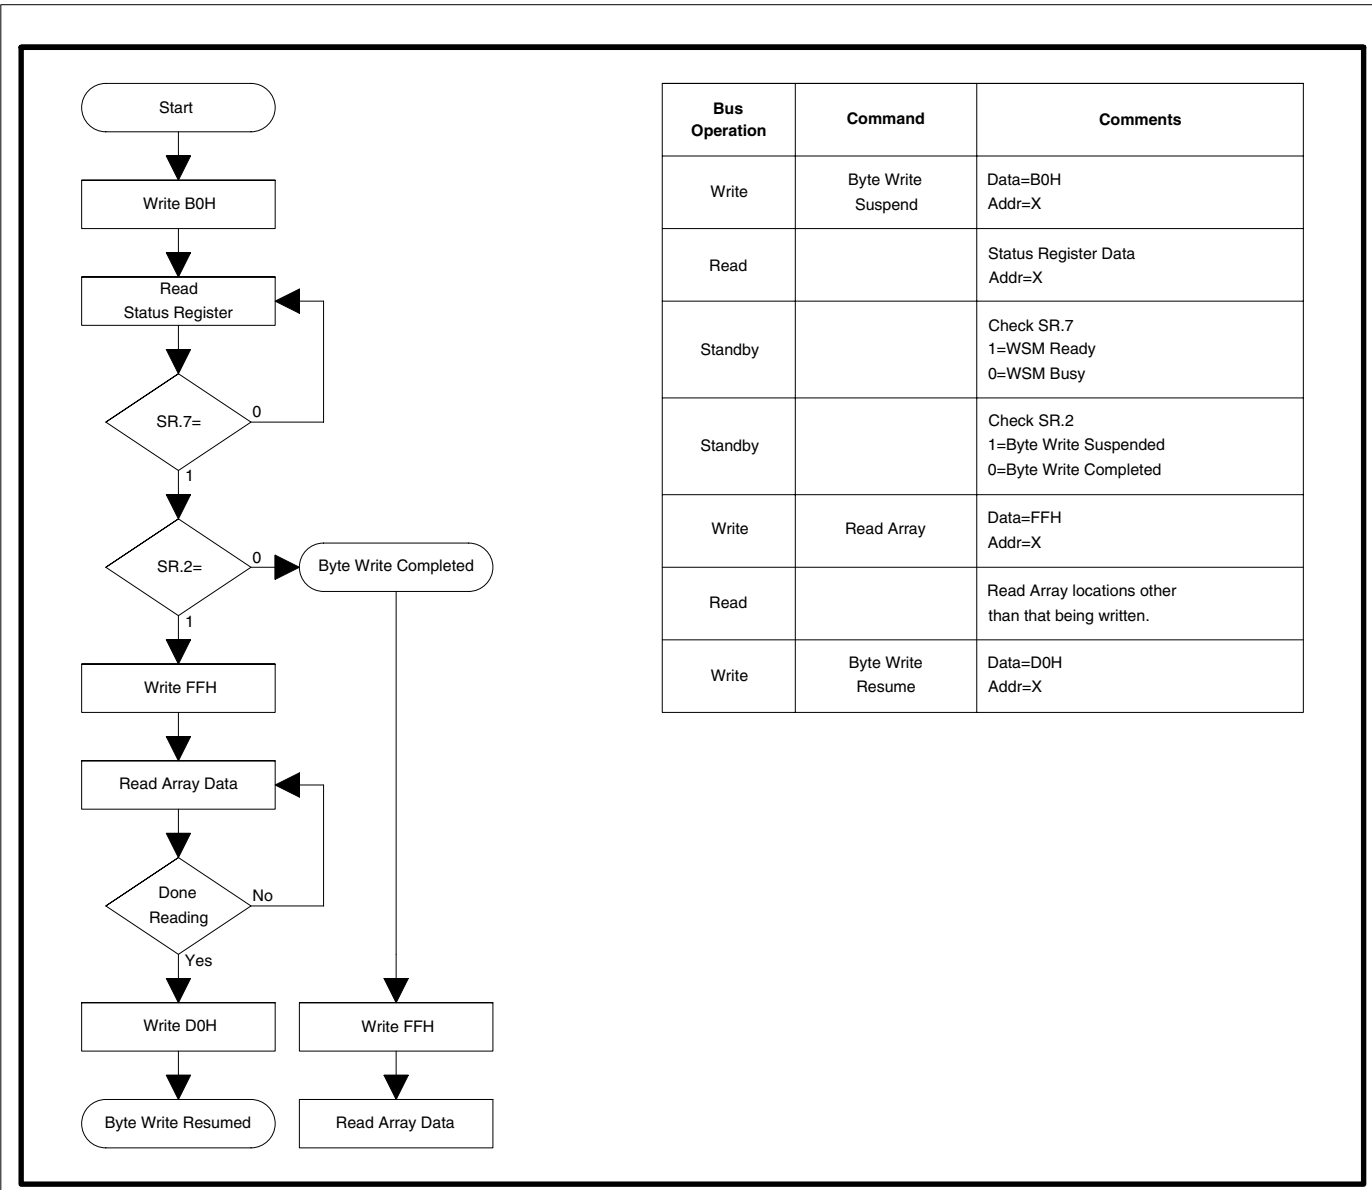 Start
Write B0H
Read
Status Register
SR.7=
0
1
SR.2=
0
Byte Write Completed
1
Write FFH
Read Array Data
Done
Reading
No
Yes
Write D0H
Write FFH
Byte Write Resumed
Read Array Data
Bus
Operation
Command
Comments
Write
Byte Write
Suspend
Data=B0H
Addr=X
Read
Status Register Data
Addr=X
Standby
Check SR.7
1=WSM Ready
0=WSM Busy
Standby
Check SR.2
1=Byte Write Suspended
0=Byte Write Completed
Write
Read Array
Data=FFH
Addr=X
Read
Read Array locations other
than that being written.
Write
Byte Write
Resume
Data=D0H
Addr=X